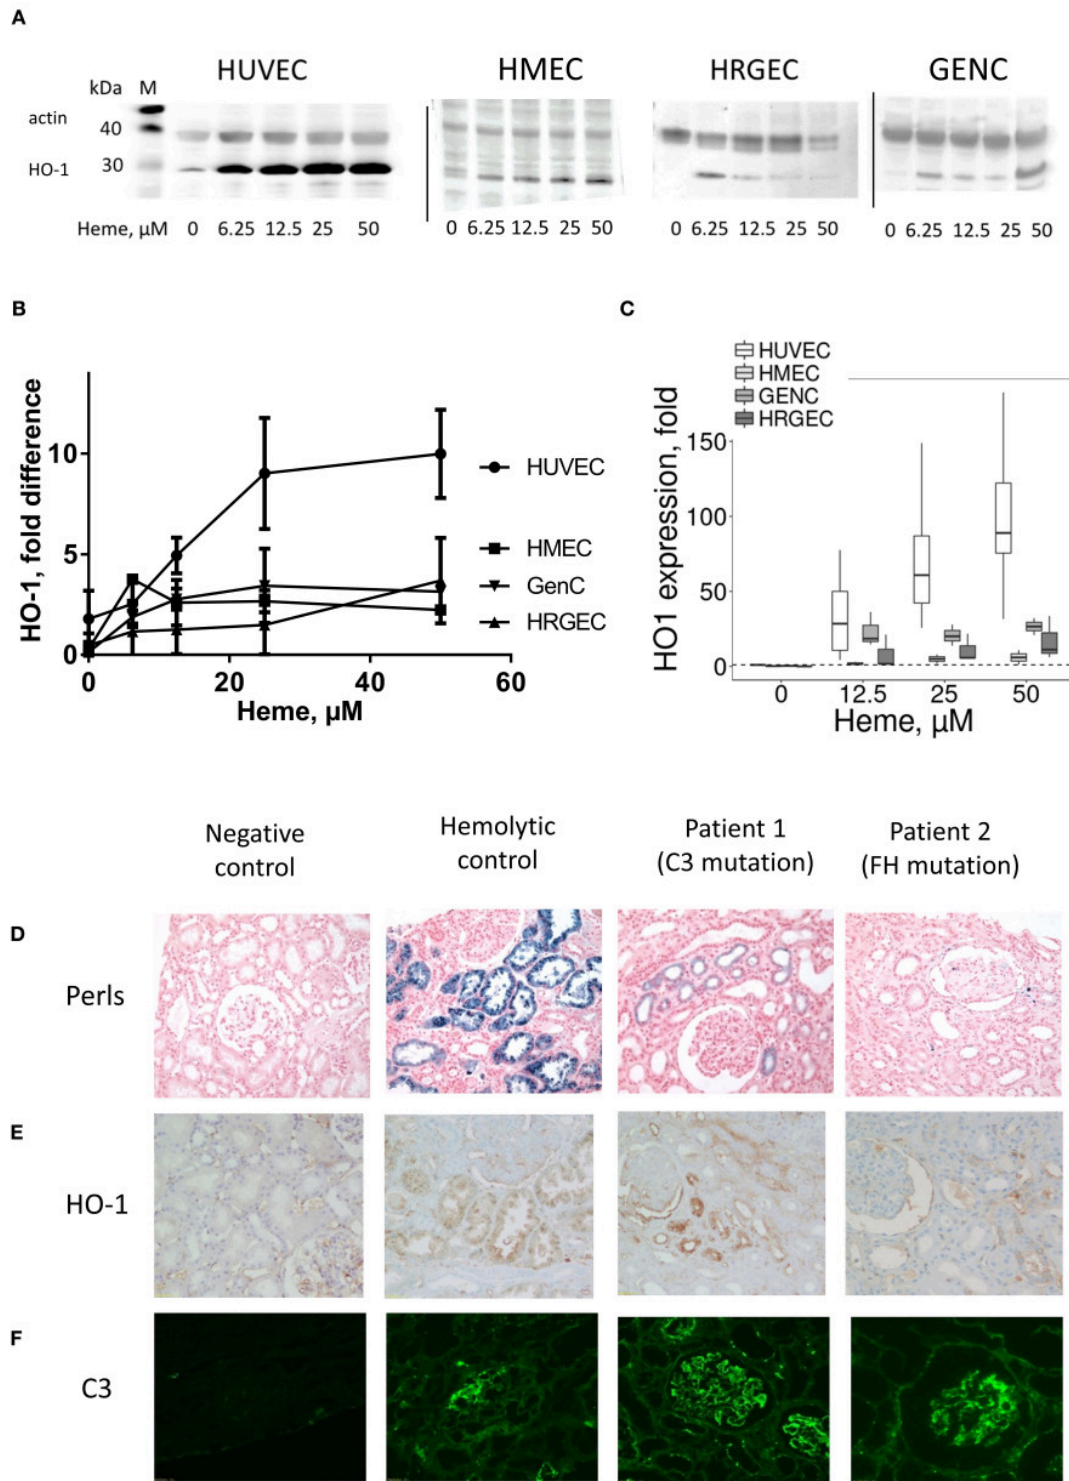 A
HUVEC
HMEC
HRGEC
GENC
kDa M
actin
40
30
HO-1
Heme, µM 0 6.25 12.5 25 50
0 6.25 12.5 25 50
0 6.25 12.5 25 50
0 6.25 12.5 25 50
B
HO-1, fold difference
10
5
0
0 20 40 60
Heme, µM
HUVEC
HMEC
GenC
HRGEC
C
HUVEC
HMEC
GENC
HRGEC
HO1 expression, fold
150
100
50
0
0 12.5 25 50
Heme, µM
Negative
control
Hemolytic
control
Patient 1
(C3 mutation)
Patient 2
(FH mutation)
D
Perls
E
HO-1
F
C3